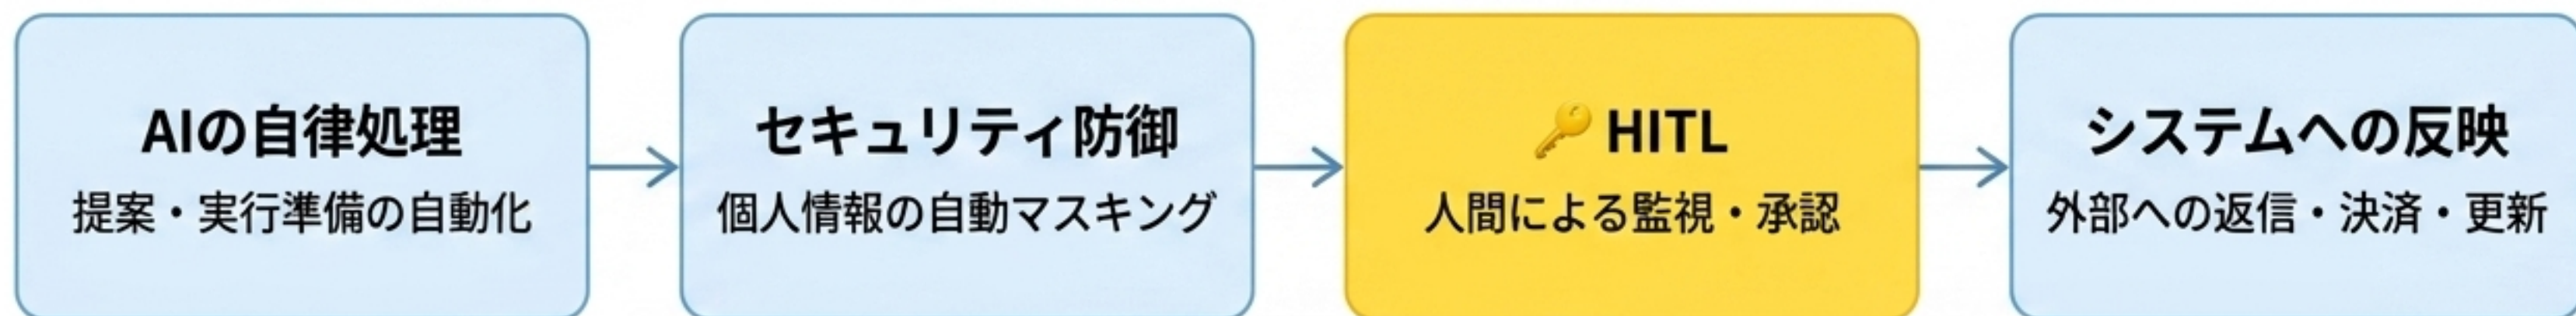 AIの自律処理
提案・実行準備の自動化
セキュリティ防御
個人情報の自動マスキング
🔑 HITL
人間による監視・承認
システムへの反映
外部への返信・決済・更新